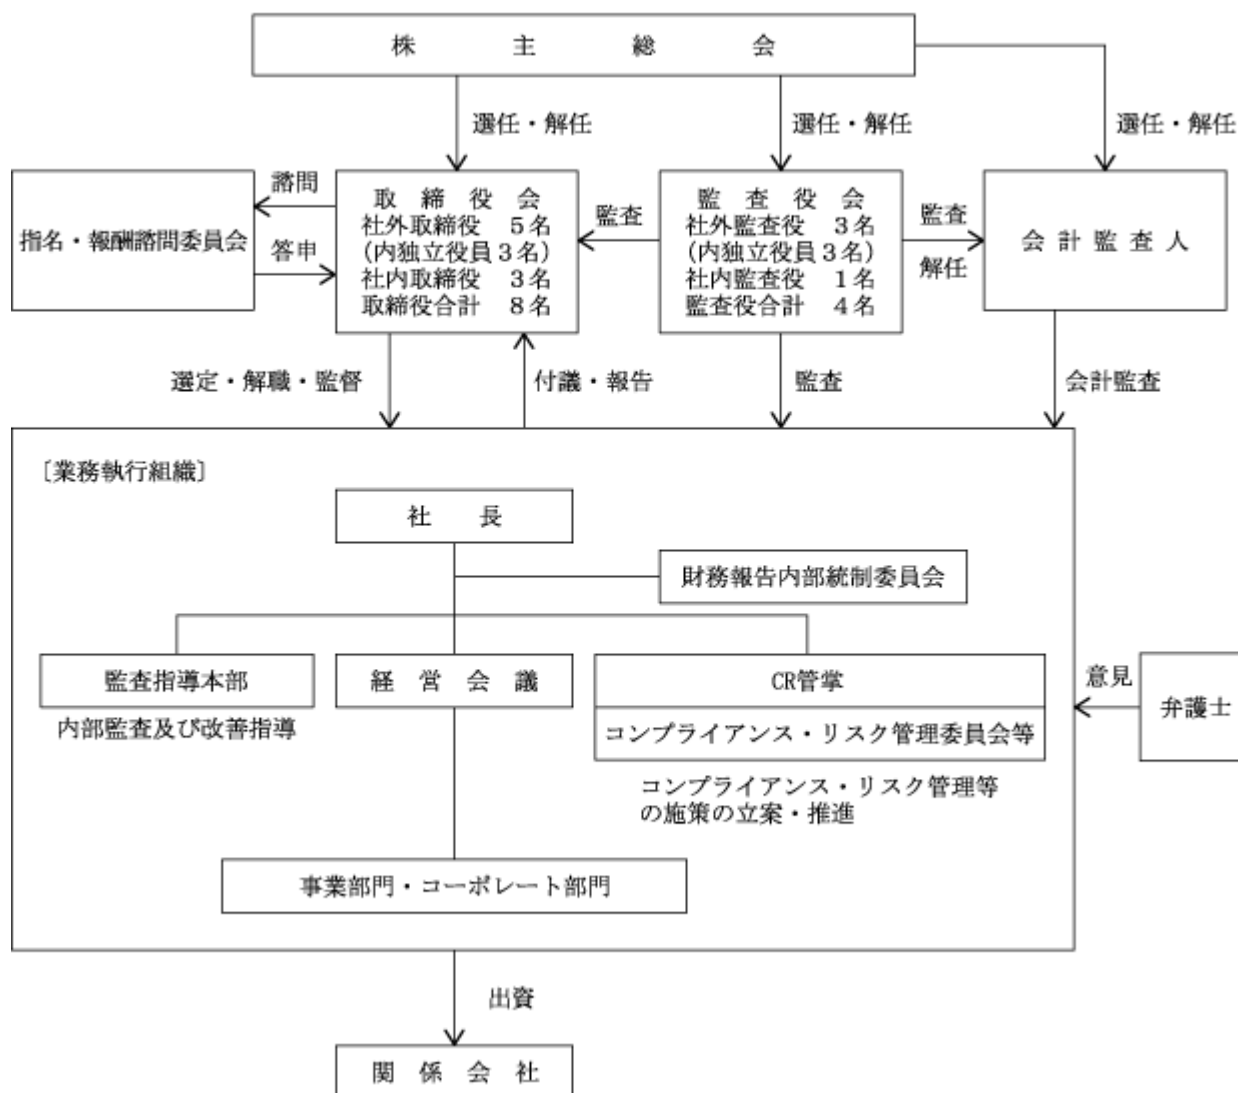 株主総会
選任・解任
選任・解任
選任・解任
諮問
答申
指名・報酬諮問委員会
取締役会
社外取締役 5名
(内独立役員3名)
社内取締役 3名
取締役合計 8名
監査
監査役会
社外監査役 3名
(内独立役員3名)
社内監査役 1名
監査役合計 4名
監査
解任
会計監査人
選定・解職・監督
付議・報告
監査
会計監査
〔業務執行組織〕
社長
財務報告内部統制委員会
監査指導本部
内部監査及び改善指導
経営会議
CR管掌
コンプライアンス・リスク管理委員会等
コンプライアンス・リスク管理等
の施策の立案・推進
意見
弁護士
事業部門・コーポレート部門
出資
関係会社